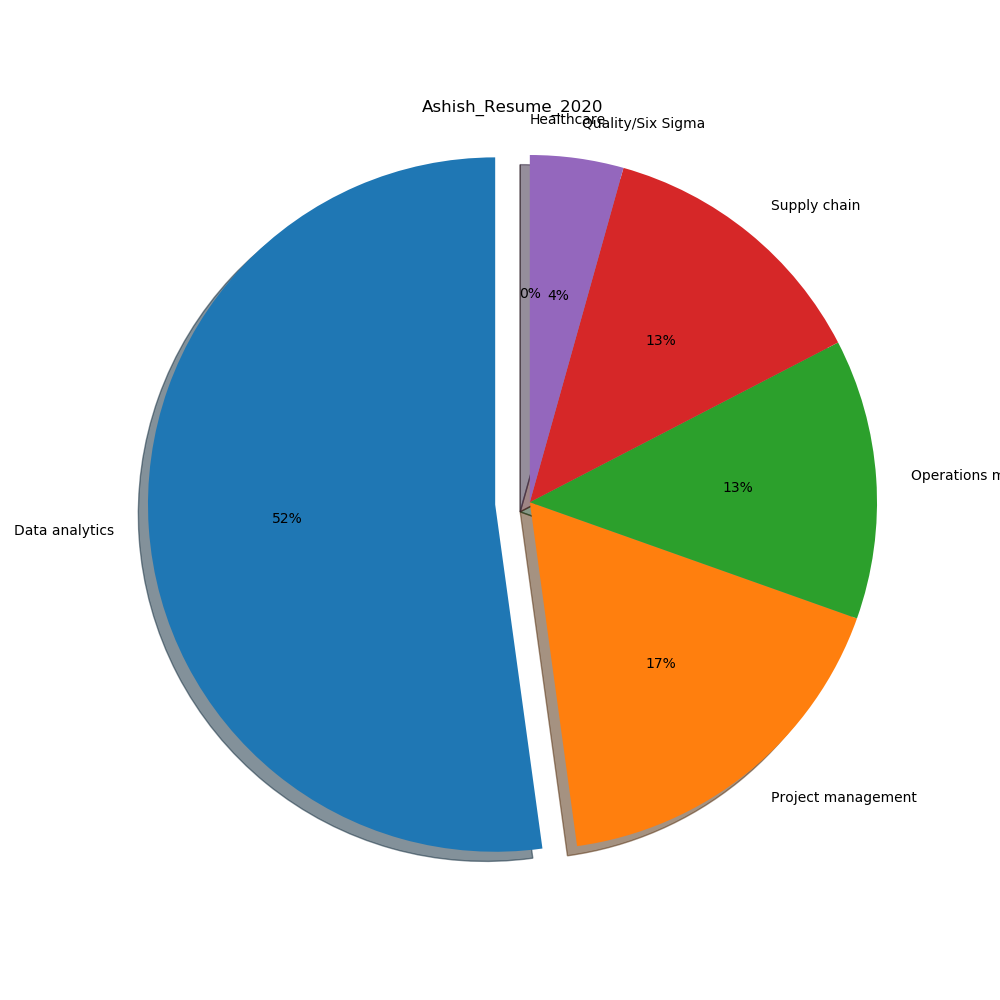 Ashish_Resume_2020
Healthcare
Quality/Six Sigma
Supply chain
0%
4%
13%
Operations m
13%
52%
Data analytics
17%
Project management